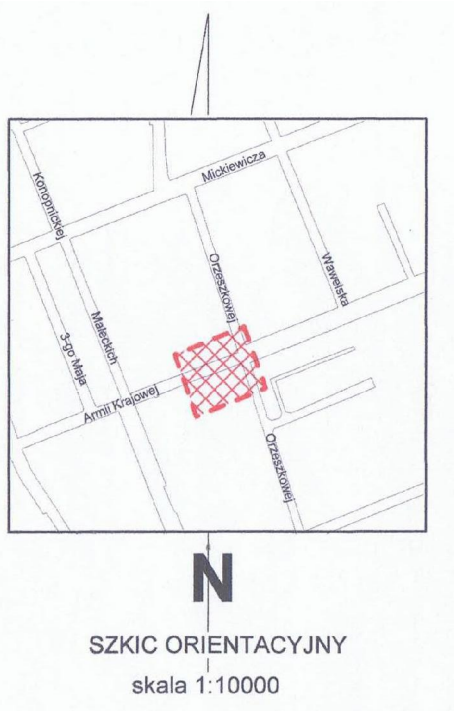 Mickiewicza
Konopnickiej
Orzeszkowej
Wawelska
3-go Maja
Małeckich
Armii Krajowej
Orzeszkowej
N
SZKIC ORIENTACYJNY
skala 1:10000